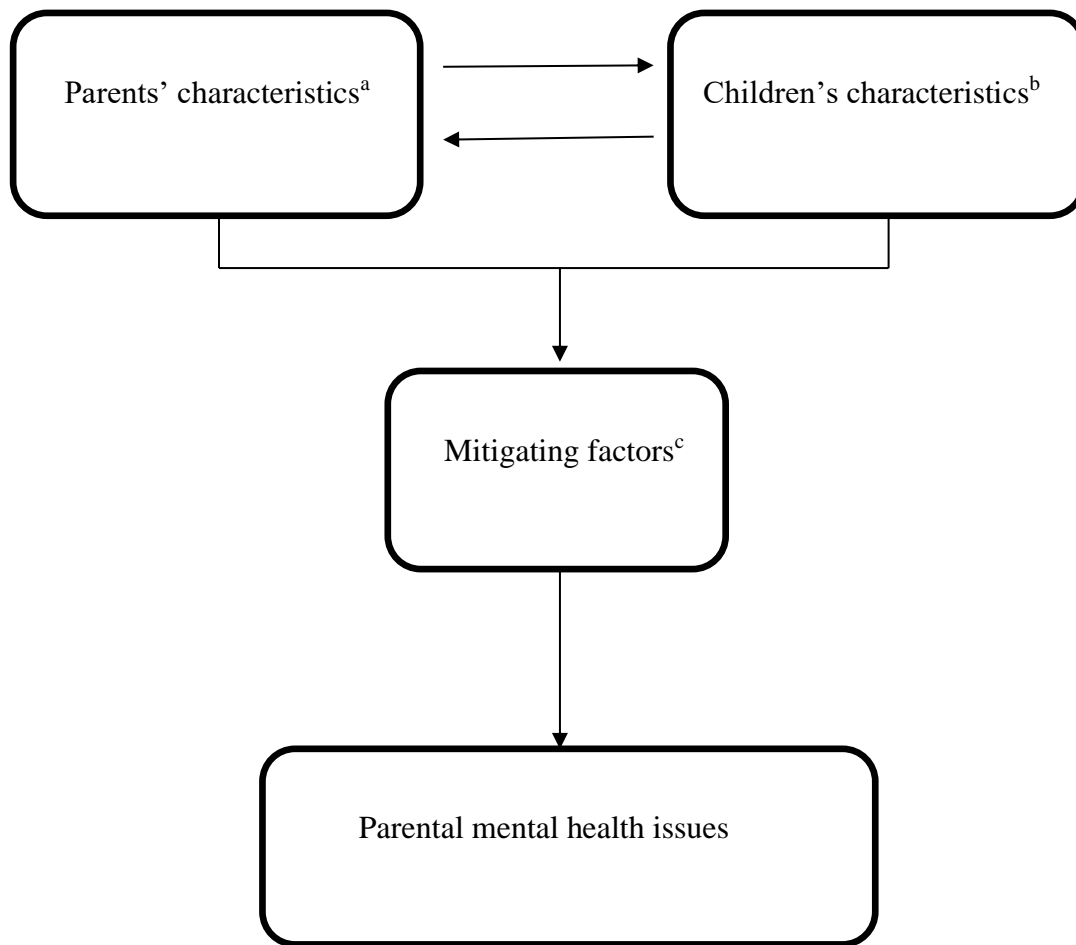 Parents’ characteristicsᵃ
Children’s characteristicsᵇ
Mitigating factorsᶜ
Parental mental health issues